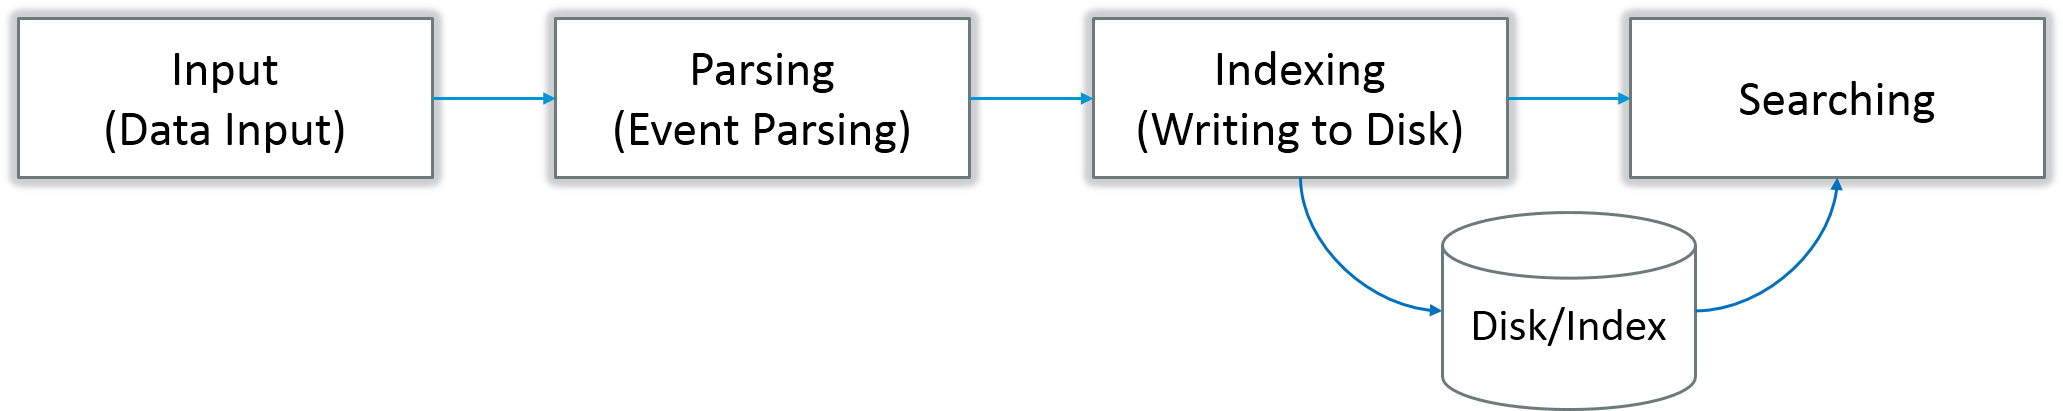 Input
(Data Input)
Parsing
(Event Parsing)
Indexing
(Writing to Disk)
Searching
Disk/Index